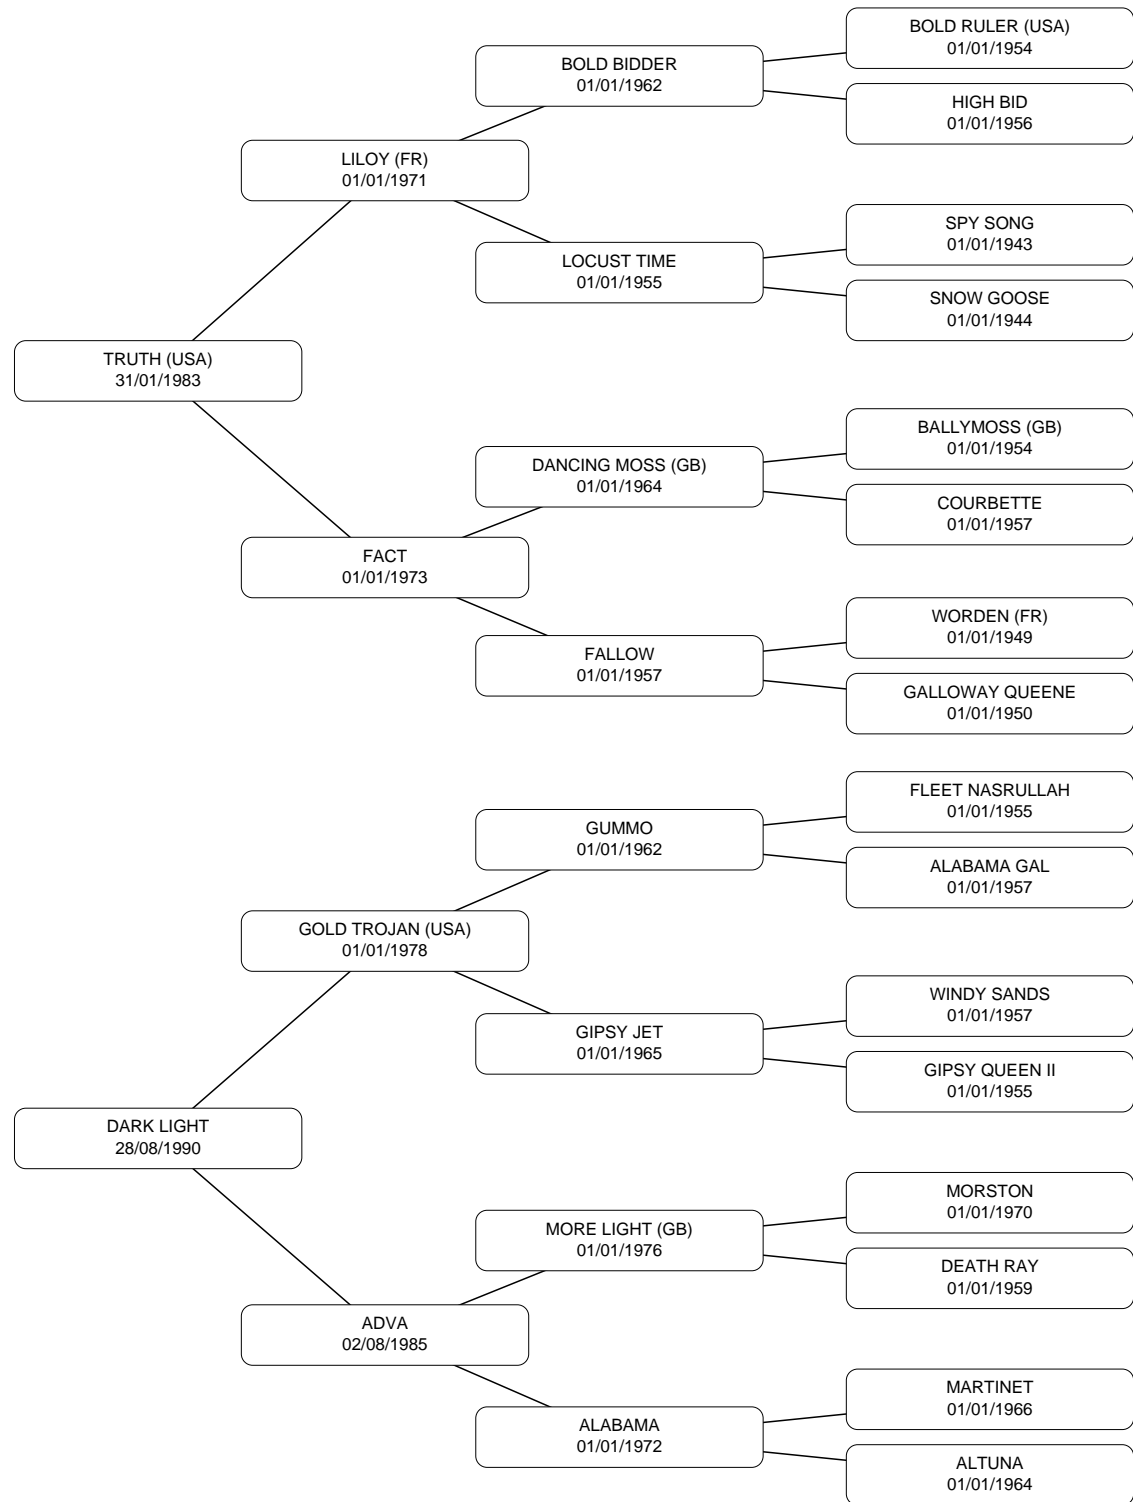 BOLD RULER (USA)
01/01/1954
BOLD BIDDER
01/01/1962
HIGH BID
01/01/1956
LILOY (FR)
01/01/1971
SPY SONG
01/01/1943
LOCUST TIME
01/01/1955
SNOW GOOSE
01/01/1944
TRUTH (USA)
31/01/1983
BALLYMOSS (GB)
01/01/1954
DANCING MOSS (GB)
01/01/1964
COURBETTE
01/01/1957
FACT
01/01/1973
WORDEN (FR)
01/01/1949
FALLOW
01/01/1957
GALLOWAY QUEENE
01/01/1950
FLEET NASRULLAH
01/01/1955
GUMMO
01/01/1962
ALABAMA GAL
01/01/1957
GOLD TROJAN (USA)
01/01/1978
WINDY SANDS
01/01/1957
GIPSY JET
01/01/1965
GIPSY QUEEN II
01/01/1955
DARK LIGHT
28/08/1990
MORSTON
01/01/1970
MORE LIGHT (GB)
01/01/1976
DEATH RAY
01/01/1959
ADVA
02/08/1985
MARTINET
01/01/1966
ALABAMA
01/01/1972
ALTUNA
01/01/1964